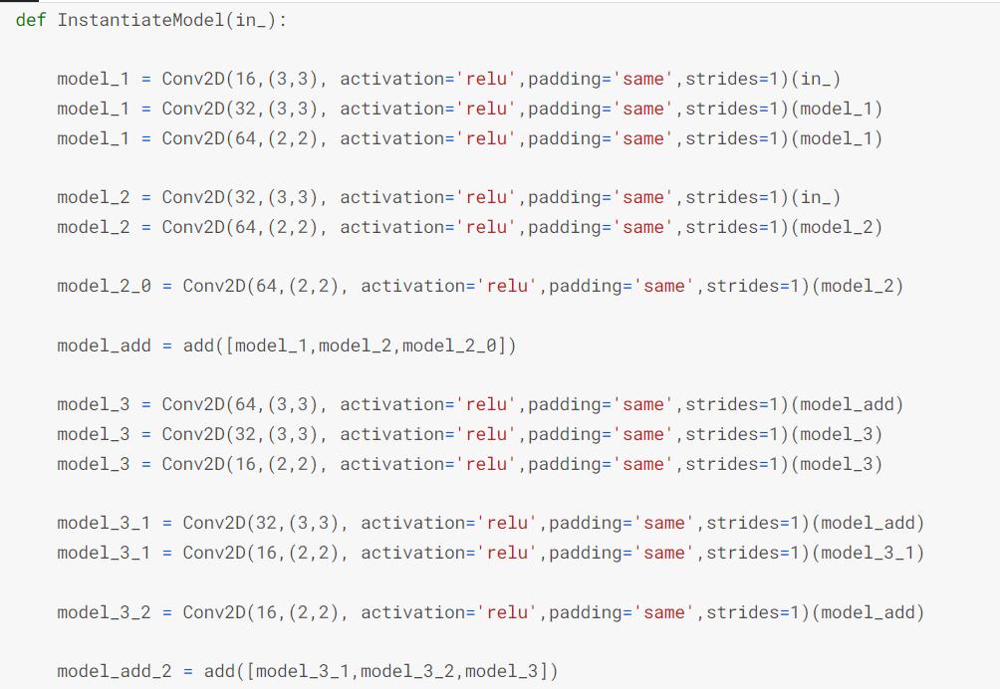 def InstantiateModel(in_):
model_1 = Conv2D(16,(3,3), activation='relu',padding='same',strides=1)(in_)
model_1 = Conv2D(32,(3,3), activation='relu',padding='same',strides=1)(model_1)
model_1 = Conv2D(64,(2,2), activation='relu',padding='same',strides=1)(model_1)
model_2 = Conv2D(32,(3,3), activation='relu',padding='same',strides=1)(in_)
model_2 = Conv2D(64,(2,2), activation='relu',padding='same',strides=1)(model_2)
model_2_0 = Conv2D(64,(2,2), activation='relu',padding='same',strides=1)(model_2)
model_add = add([model_1,model_2,model_2_0])
model_3 = Conv2D(64,(3,3), activation='relu',padding='same',strides=1)(model_add)
model_3 = Conv2D(32,(3,3), activation='relu',padding='same',strides=1)(model_3)
model_3 = Conv2D(16,(2,2), activation='relu',padding='same',strides=1)(model_3)
model_3_1 = Conv2D(32,(3,3), activation='relu',padding='same',strides=1)(model_add)
model_3_1 = Conv2D(16,(2,2), activation='relu',padding='same',strides=1)(model_3_1)
model_3_2 = Conv2D(16,(2,2), activation='relu',padding='same',strides=1)(model_add)
model_add_2 = add([model_3_1,model_3_2,model_3])